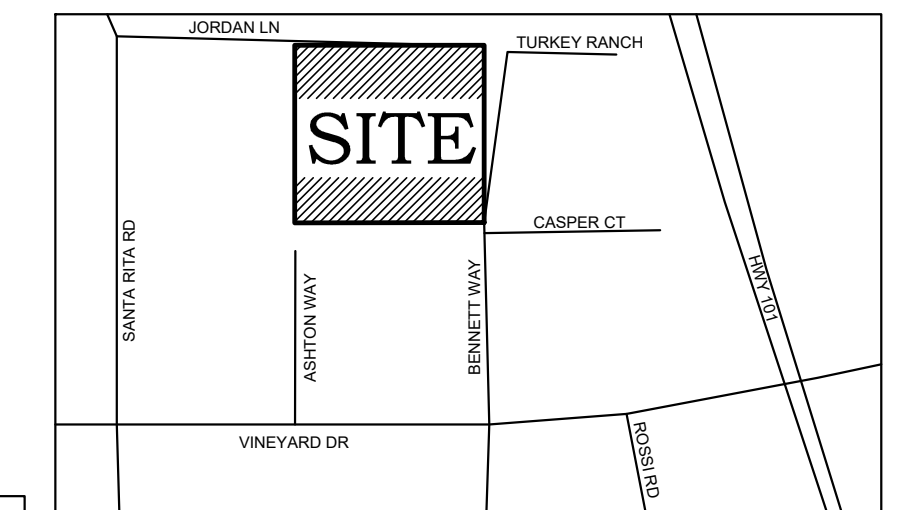 JORDAN LN
TURKEY RANCH
SITE
CASPER CT
SANTA RITA RD
ASHTON WAY
BENNETT WAY
HWY 101
VINEYARD DR
ROSSI RD